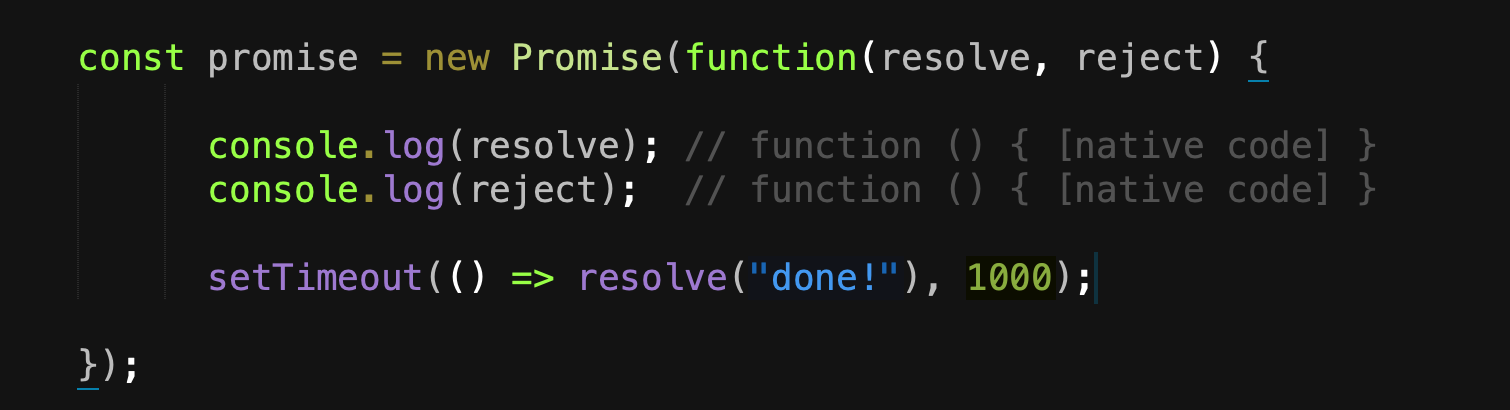 const promise = new Promise(function(resolve, reject) {
console.log(resolve); // function () { [native code] }
console.log(reject);  // function () { [native code] }
setTimeout(() => resolve("done!"), 1000);
});